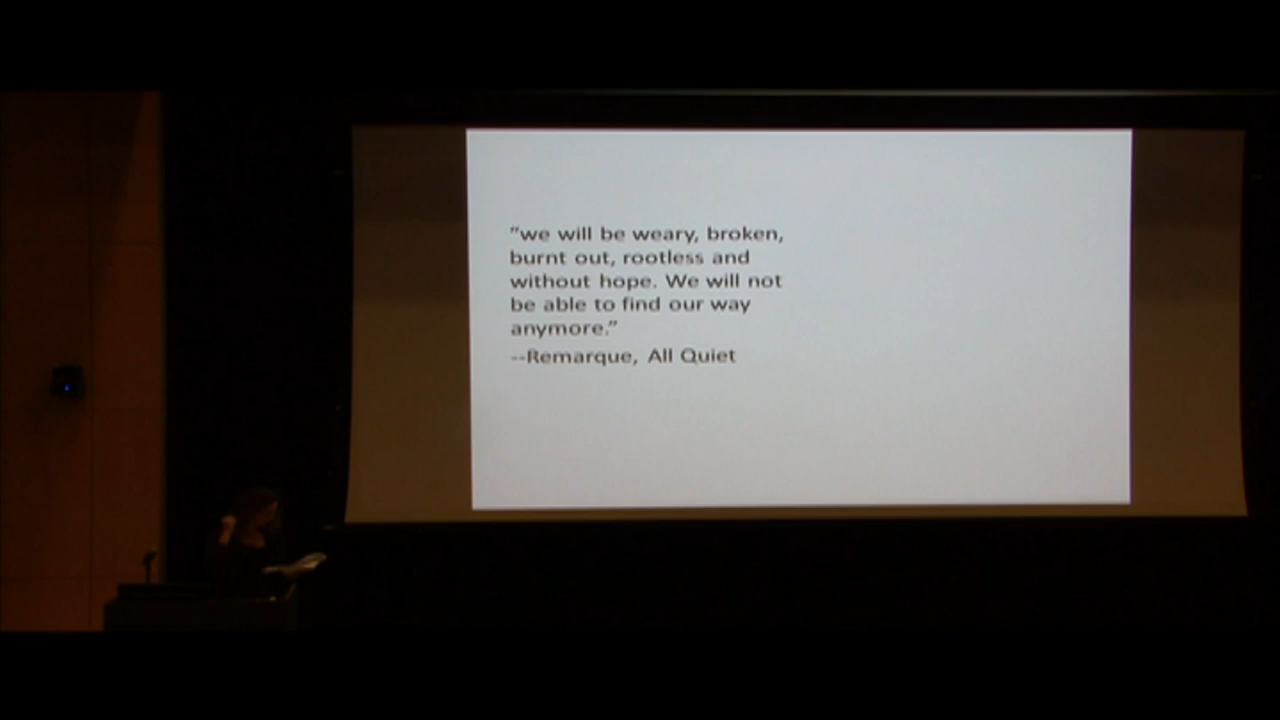 ”we will be weary, broken,
burnt out, rootless and
without hope. We will not
be able to find our way
anymore.”
--Remarque, All Quiet